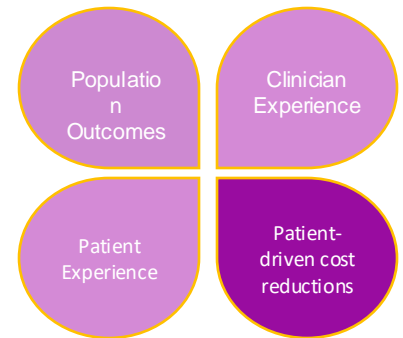 Populatio
n
Outcomes
Clinician
Experience
Patient
Experience
Patient-
driven cost
reductions